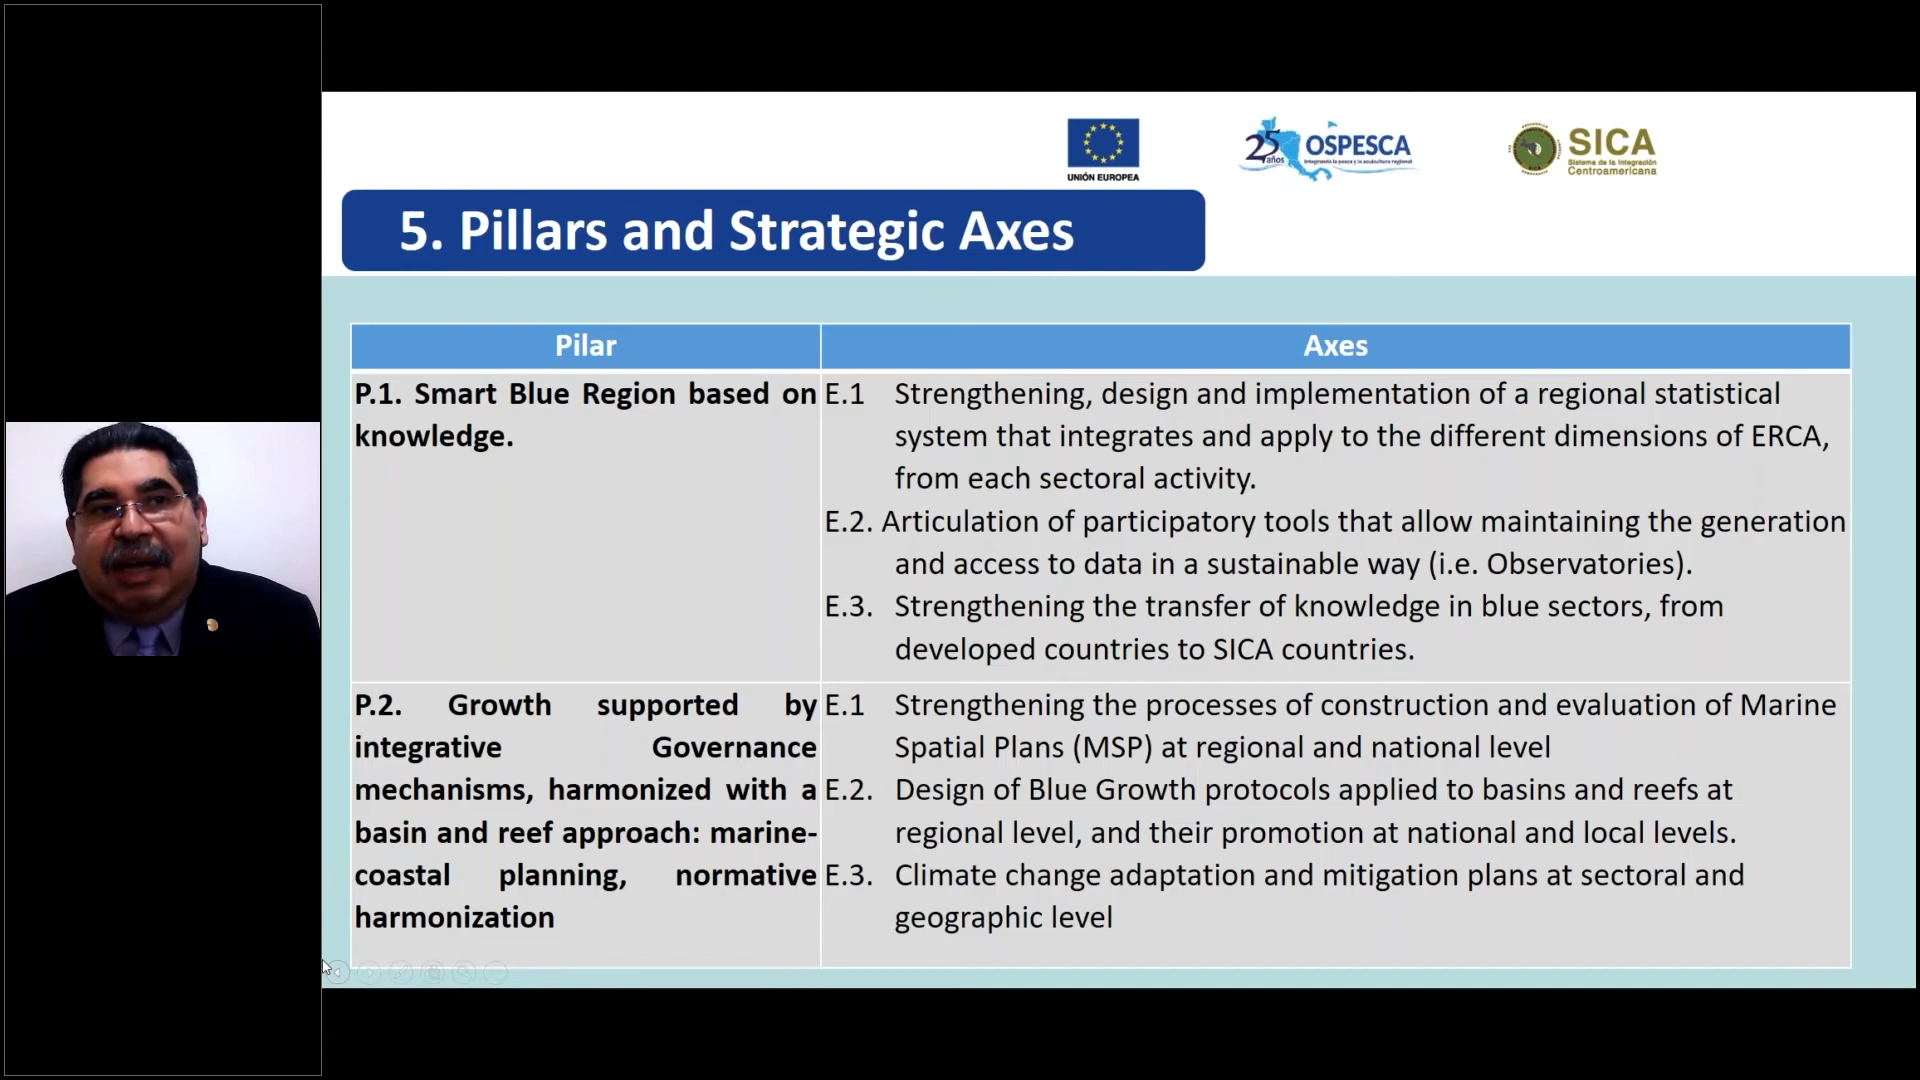 UNIÓN EUROPEA
25 años
OSPESCA
Integrando la pesca y la acuicultura regional
SICA
Sistema de la Integración
Centroamericana
5. Pillars and Strategic Axes
Pilar
Axes
P.1. Smart Blue Region based on
knowledge.
E.1 Strengthening, design and implementation of a regional statistical
system that integrates and apply to the different dimensions of ERCA,
from each sectoral activity.
E.2. Articulation of participatory tools that allow maintaining the generation
and access to data in a sustainable way (i.e. Observatories).
E.3. Strengthening the transfer of knowledge in blue sectors, from
developed countries to SICA countries.
P.2. Growth supported by
integrative Governance
mechanisms, harmonized with a
basin and reef approach: marine-
coastal planning, normative
harmonization
E.1 Strengthening the processes of construction and evaluation of Marine
Spatial Plans (MSP) at regional and national level
E.2. Design of Blue Growth protocols applied to basins and reefs at
regional level, and their promotion at national and local levels.
E.3. Climate change adaptation and mitigation plans at sectoral and
geographic level